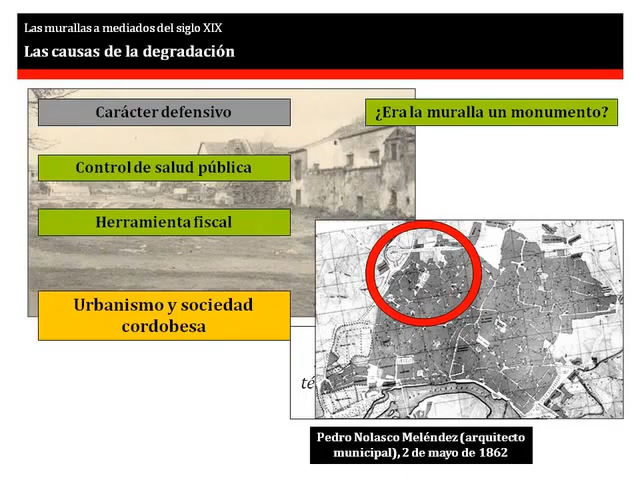 Las murallas a mediados del siglo XIX
Las causas de la degradación
Carácter defensivo
¿Era la muralla un monumento?
Control de salud pública
Herramienta fiscal
Urbanismo y sociedad
cordobesa
té
Pedro Nolasco Meléndez (arquitecto
municipal), 2 de mayo de 1862